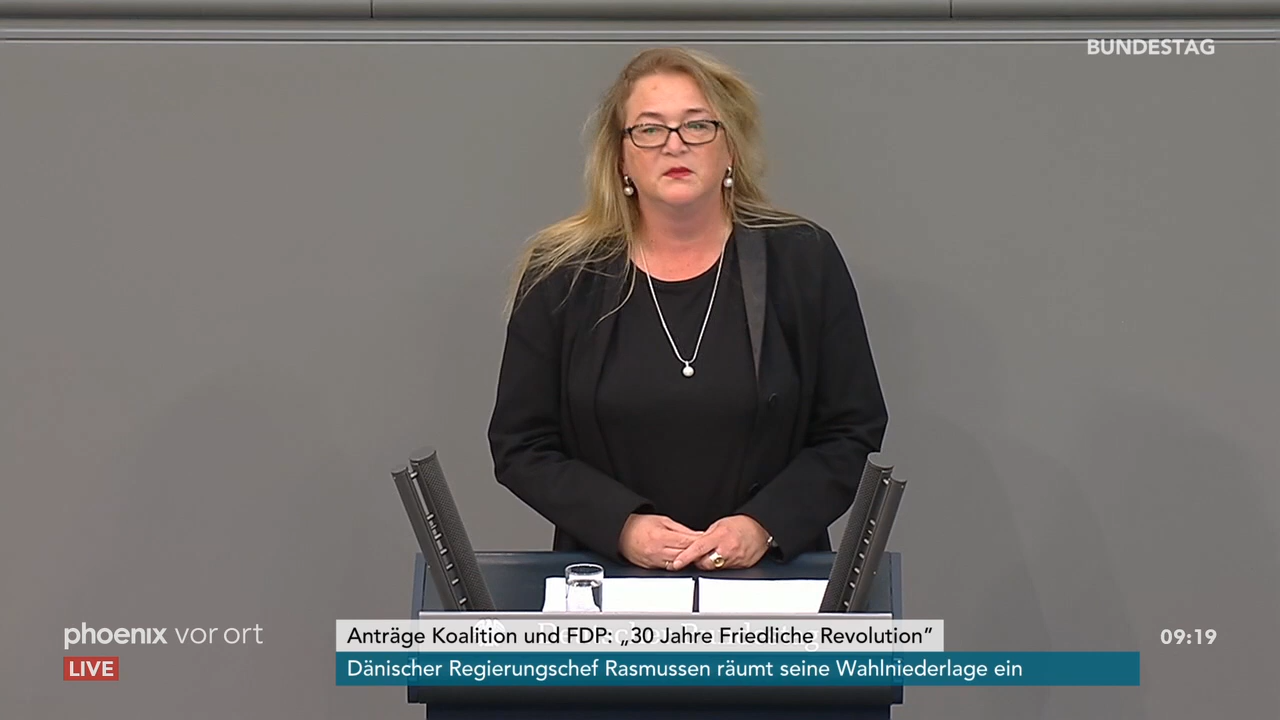 BUNDESTAG
phoenix vor ort
LIVE
Anträge Koalition und FDP: „30 Jahre Friedliche Revolution”
Dänischer Regierungschef Rasmussen räumt seine Wahlniederlage ein
09:19